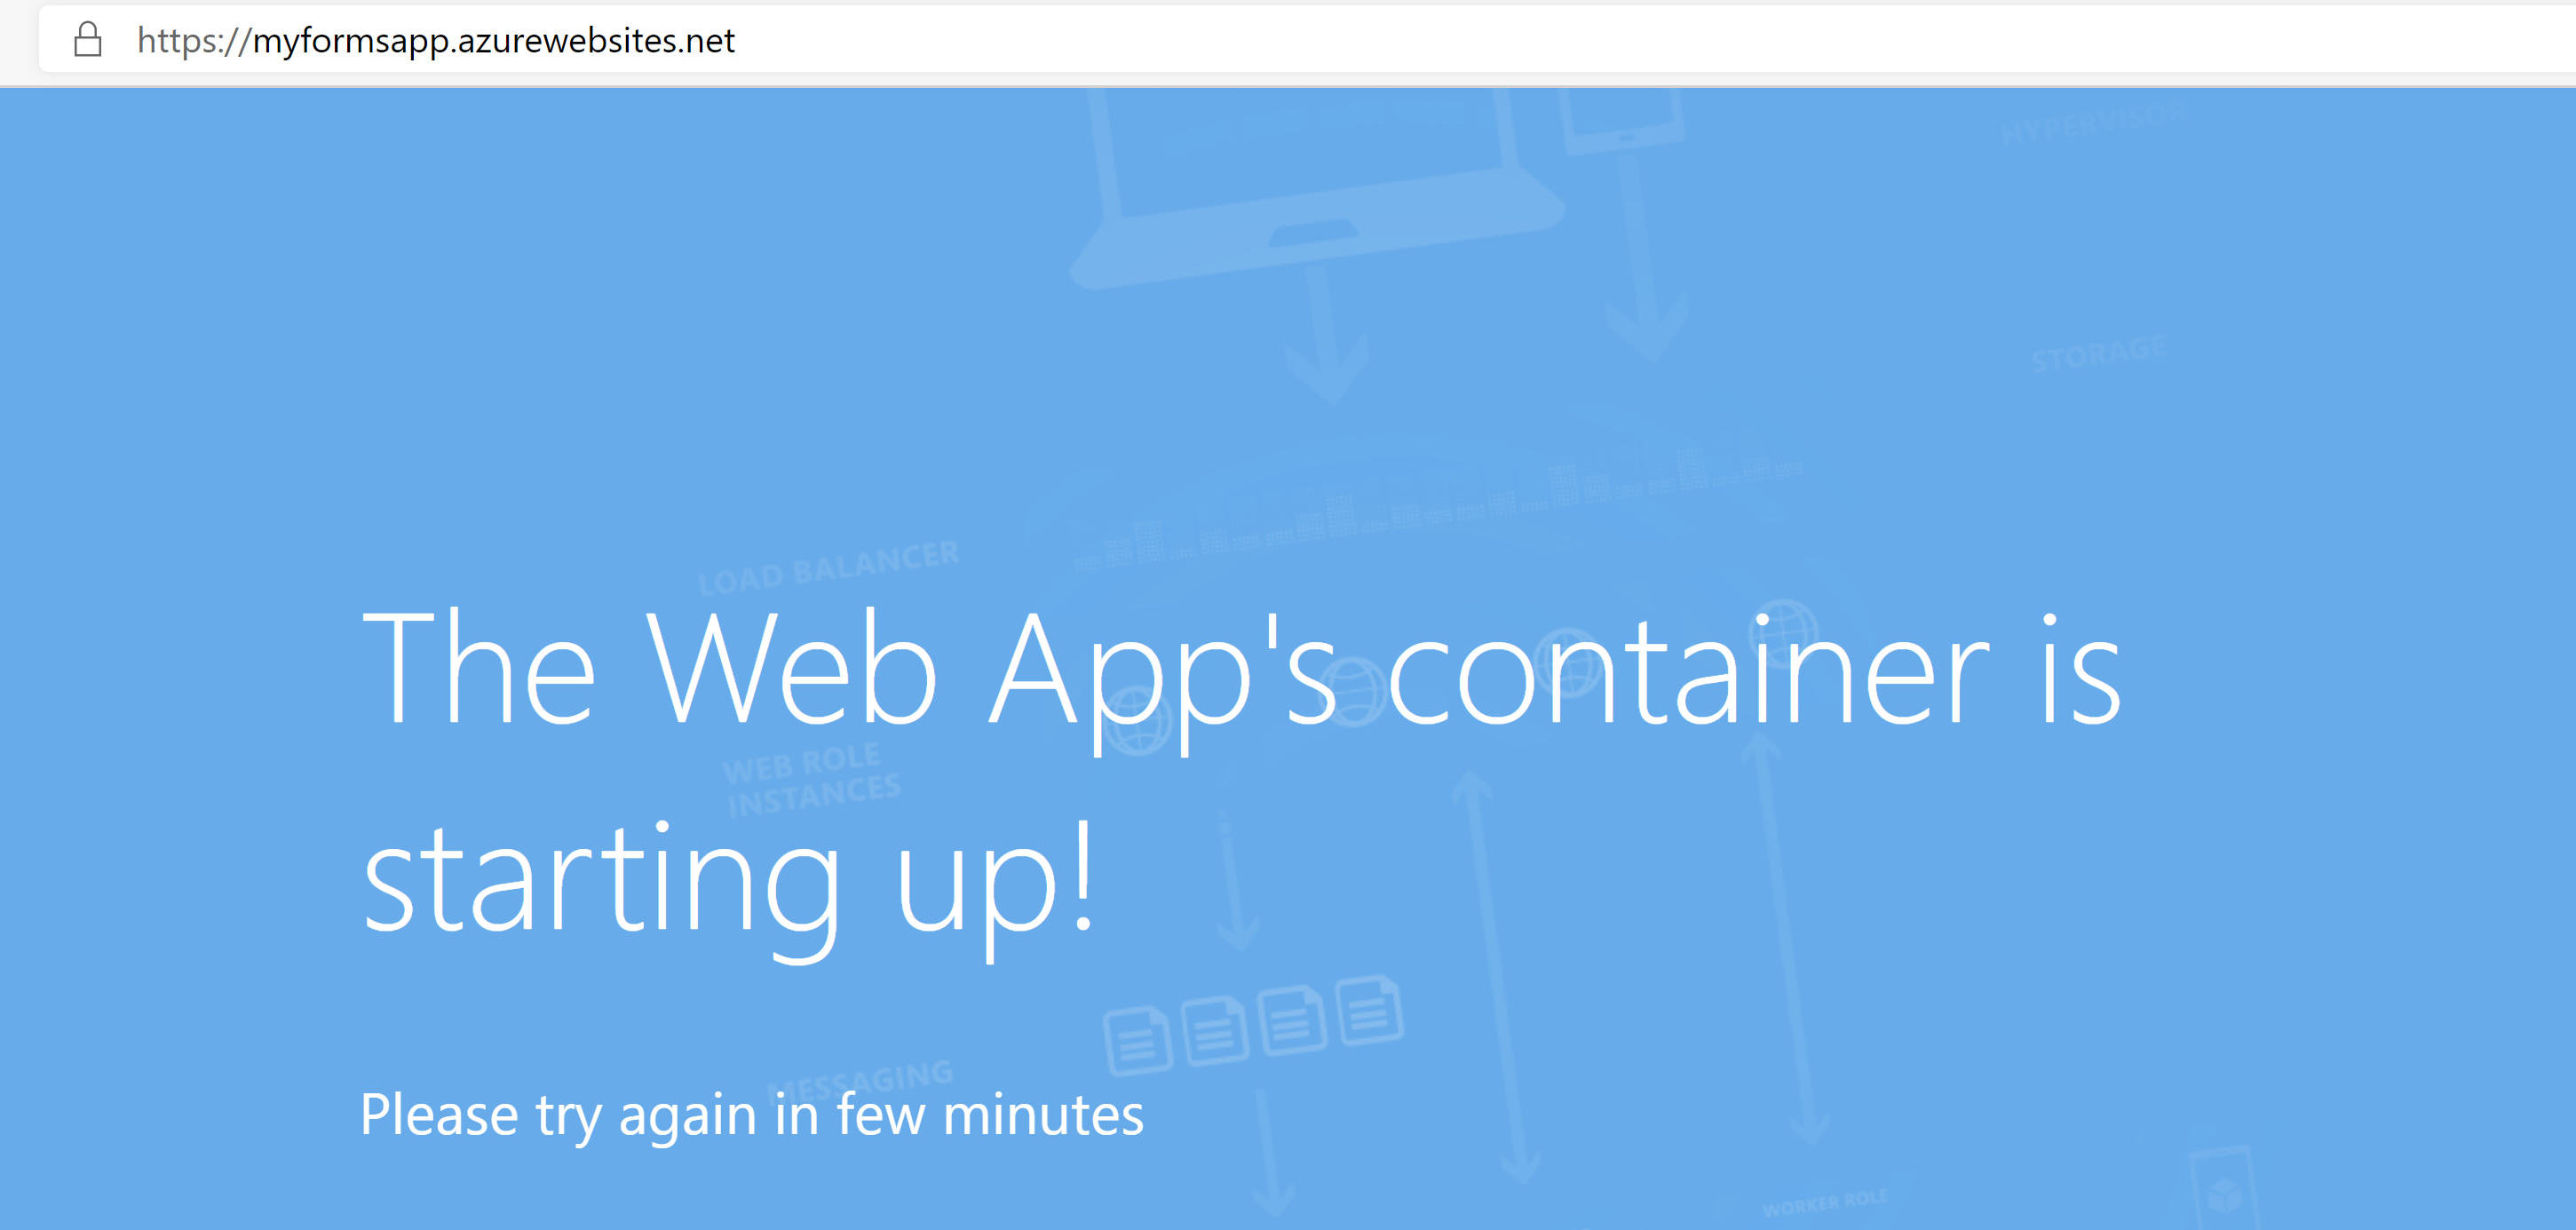 https://myformsapp.azurewebsites.net
HYPERVISOR
STORAGE
LOAD BALANCER
The Web App's container is
WEB ROLE
INSTANCES
starting up!
MESSAGING
Please try again in few minutes
WORKER ROLE